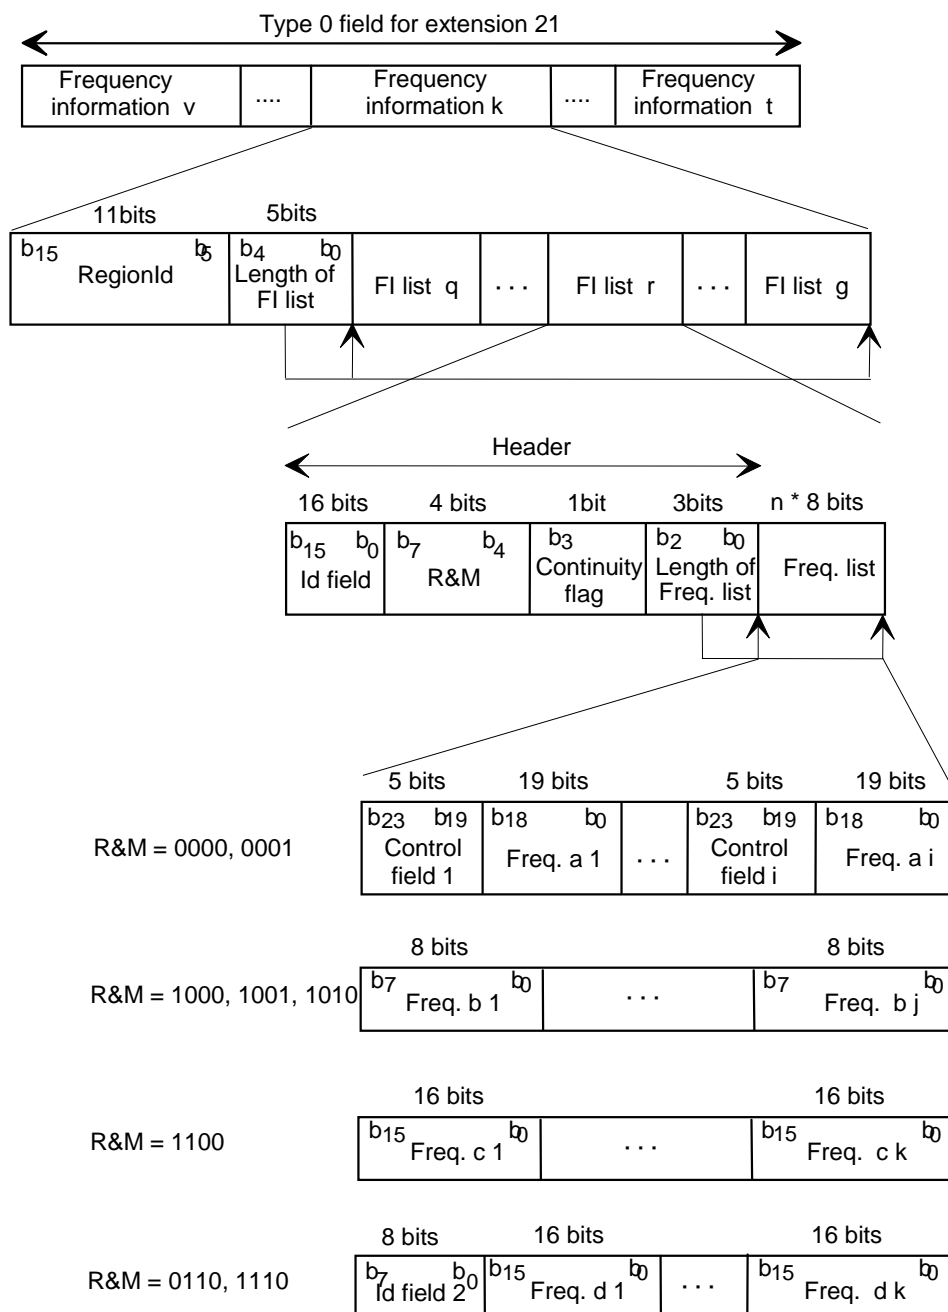 Type 0 field for extension 21
Frequency information v
....
Frequency information k
....
Frequency information t
11bits
5bits
b15 b5
RegionId
b4 b0
Length of FI list
FI list q
. . .
FI list r
. . .
FI list g
Header
16 bits
4 bits
1bit
3bits
n * 8 bits
b15 b0
Id field
b7 b4
R&M
b3
Continuity flag
b2 b0
Length of Freq. list
Freq. list
5 bits
19 bits
5 bits
19 bits
R&M = 0000, 0001
b23 b19
Control field 1
b18 b0
Freq. a 1
. . .
b23 b19
Control field i
b18 b0
Freq. a i
8 bits
8 bits
R&M = 1000, 1001, 1010
b7 b0
Freq. b 1
. . .
b7 b0
Freq. b j
16 bits
16 bits
R&M = 1100
b15 b0
Freq. c 1
. . .
b15 b0
Freq. c k
8 bits
16 bits
16 bits
R&M = 0110, 1110
b7 b0
Id field 2
b15 b0
Freq. d 1
. . .
b15 b0
Freq. d k